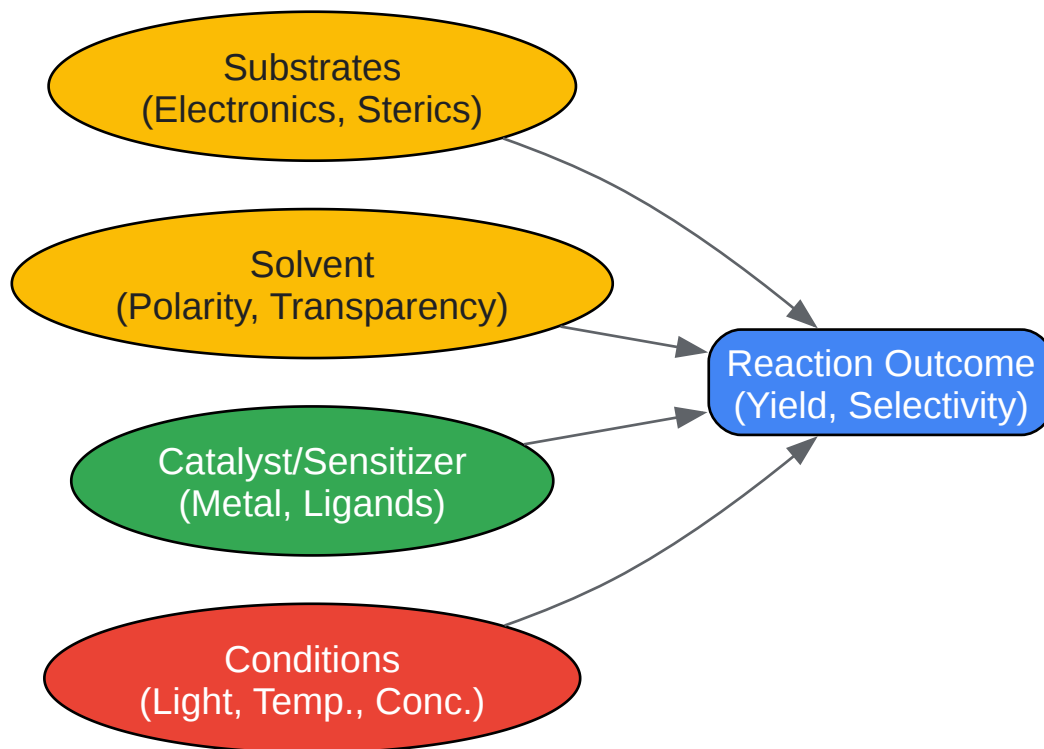 Substrates
(Electronics, Sterics)
Solvent
(Polarity, Transparency)
Reaction Outcome
(Yield, Selectivity)
Catalyst/Sensitizer
(Metal, Ligands)
Conditions
(Light, Temp., Conc.)